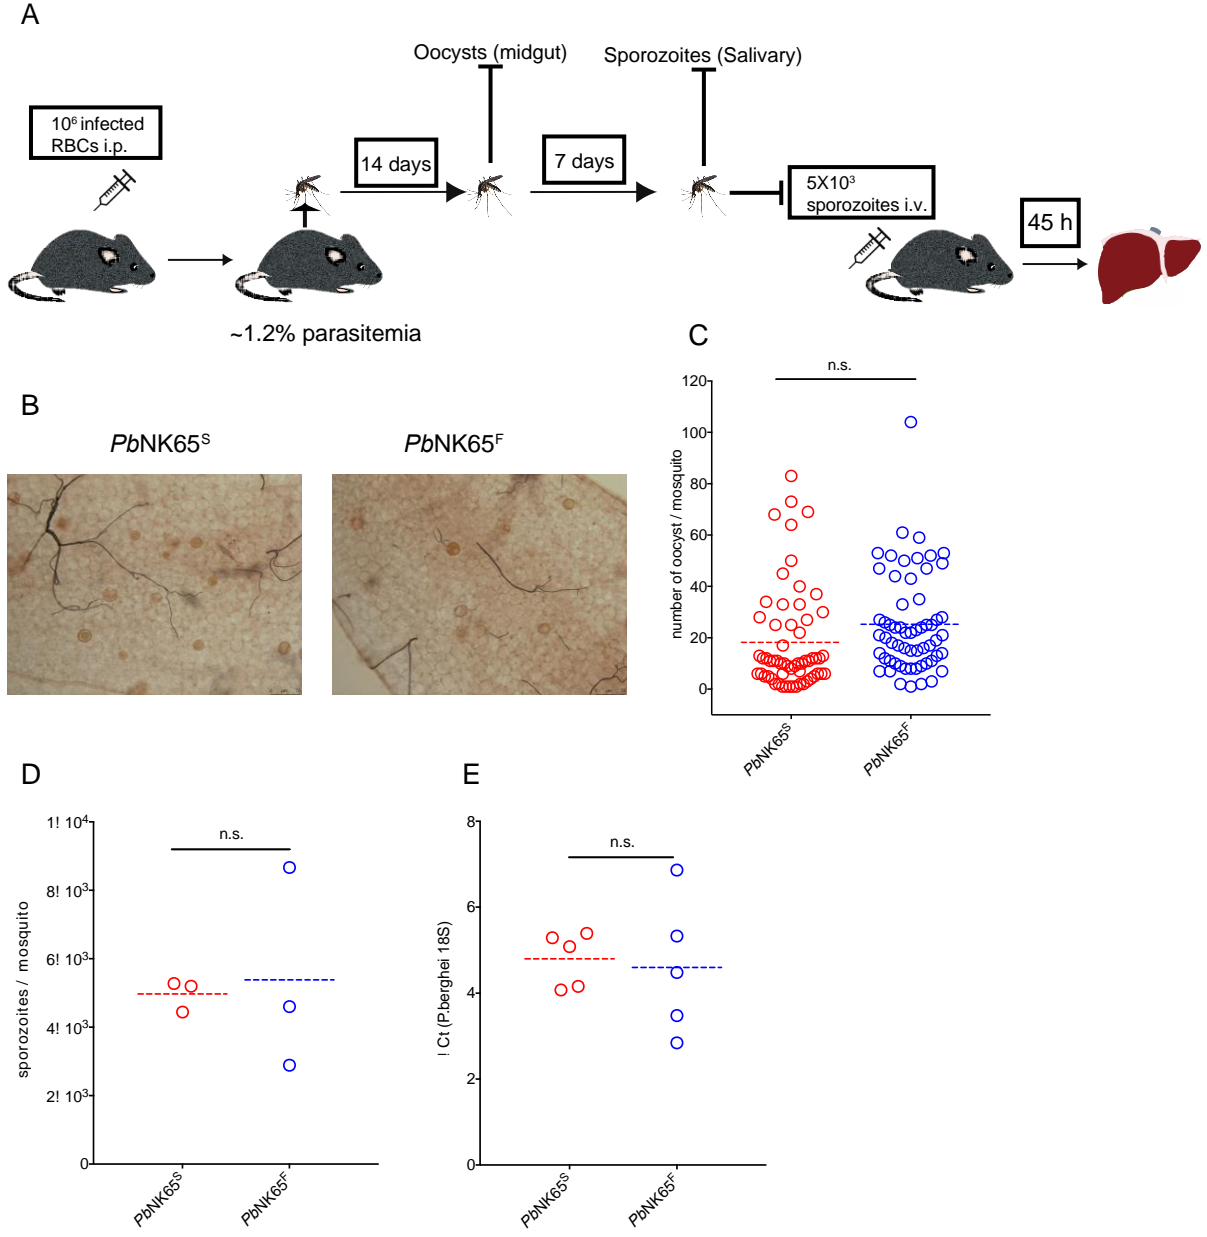 A
Oocysts (midgut)
Sporozoites (Salivary)
10⁶ infected
RBCs i.p.
14 days
7 days
5X10³
sporozoites i.v.
45 h
~1.2% parasitemia
B
PbNK65ˢ
PbNK65ᶠ
C
n.s.
120
100
80
60
40
20
0
number of oocyst / mosquito
PbNK65ˢ
PbNK65ᶠ
D
n.s.
1! 10⁴
8! 10³
6! 10³
4! 10³
2! 10³
0
sporozoites / mosquito
PbNK65ˢ
PbNK65ᶠ
E
n.s.
8
6
4
2
0
! Ct (P.berghei 18S)
PbNK65ˢ
PbNK65ᶠ